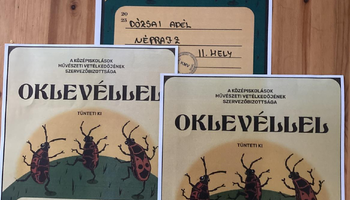 20
22
DÓZSAI ADÉL
NÉPRAJZ
II. HELY
A KÖZÉPISKOLÁSOK
MŰVÉSZETI VETÉLKEDŐJÉNEK
SZERVEZŐBIZOTTSÁGA
OKLEVÉLLEL
TÜNTETI KI
A KÖZÉPISKOLÁSOK
MŰVÉSZETI VETÉLKEDŐJÉNEK
SZERVEZŐBIZOTTSÁGA
OKLEVÉLLEL
TÜNTETI KI